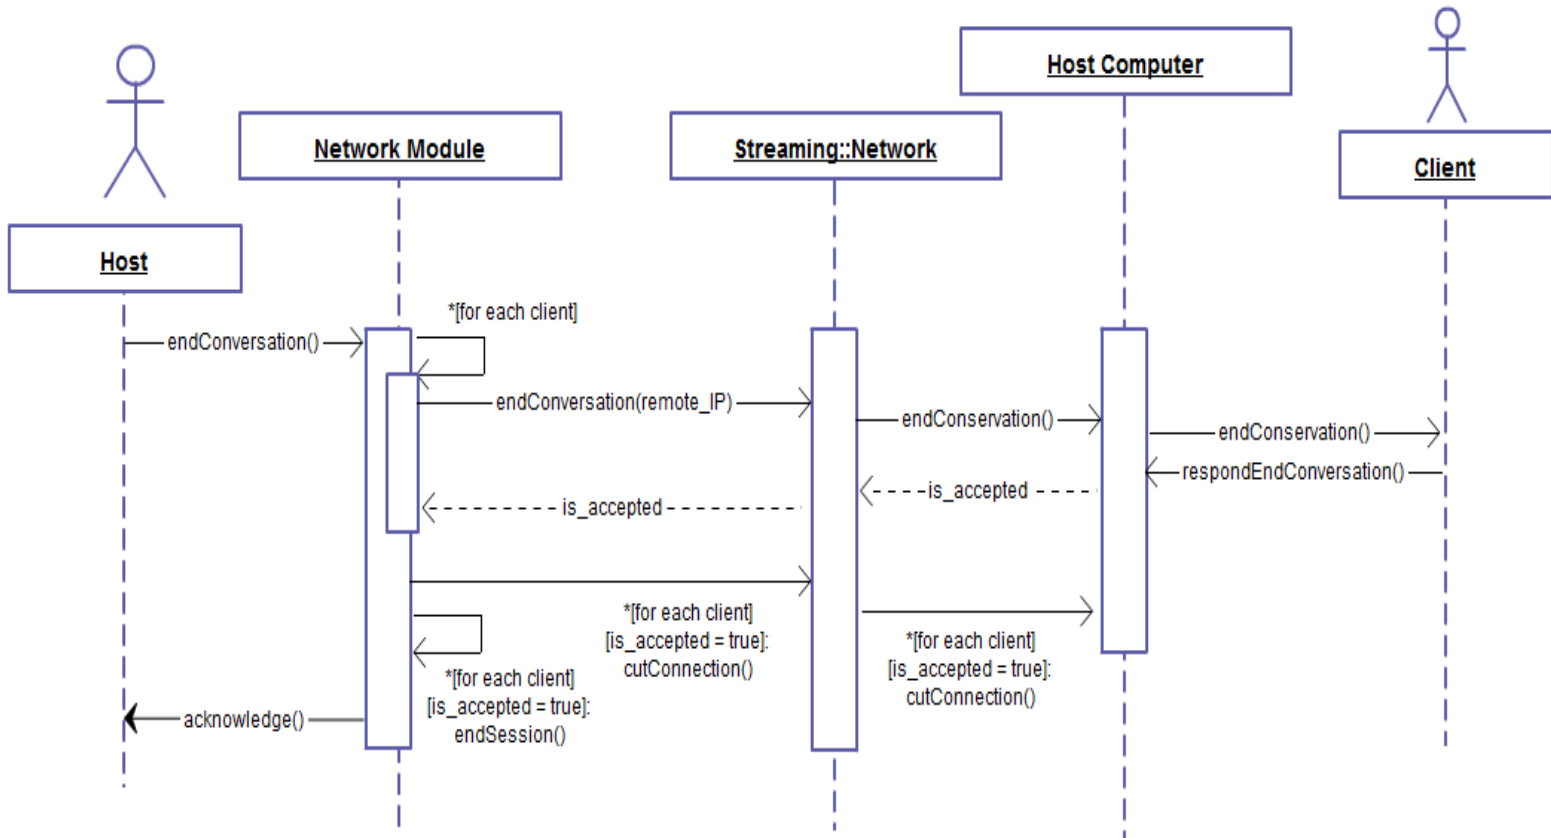 Host Computer
Network Module
Streaming::Network
Client
Host
*[for each client]
endConversation()
endConversation(remote_IP)
endConservation()
endConservation()
respondEndConversation()
is_accepted
is_accepted
*[for each client]
[is_accepted = true]:
cutConnection()
*[for each client]
[is_accepted = true]:
cutConnection()
*[for each client]
[is_accepted = true]:
endSession()
acknowledge()